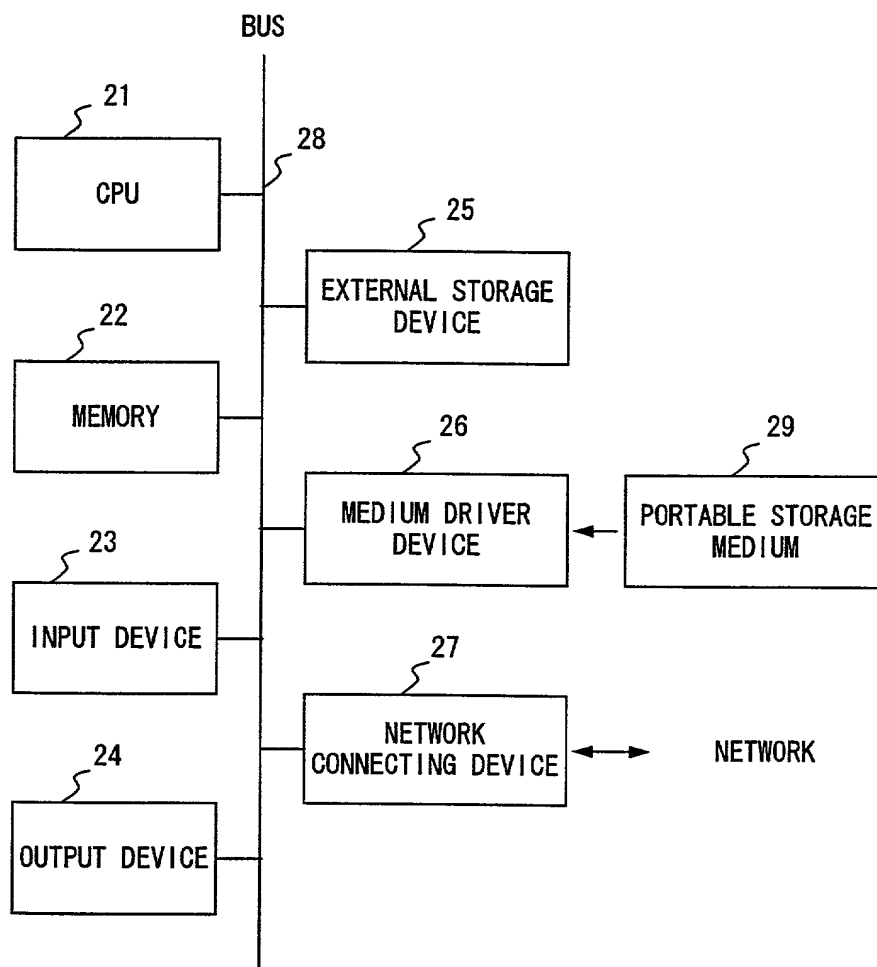 BUS
21
28
CPU
25
EXTERNAL STORAGE
DEVICE
22
MEMORY
26
29
MEDIUM DRIVER
DEVICE
PORTABLE STORAGE
MEDIUM
23
INPUT DEVICE
27
NETWORK
CONNECTING DEVICE
NETWORK
24
OUTPUT DEVICE